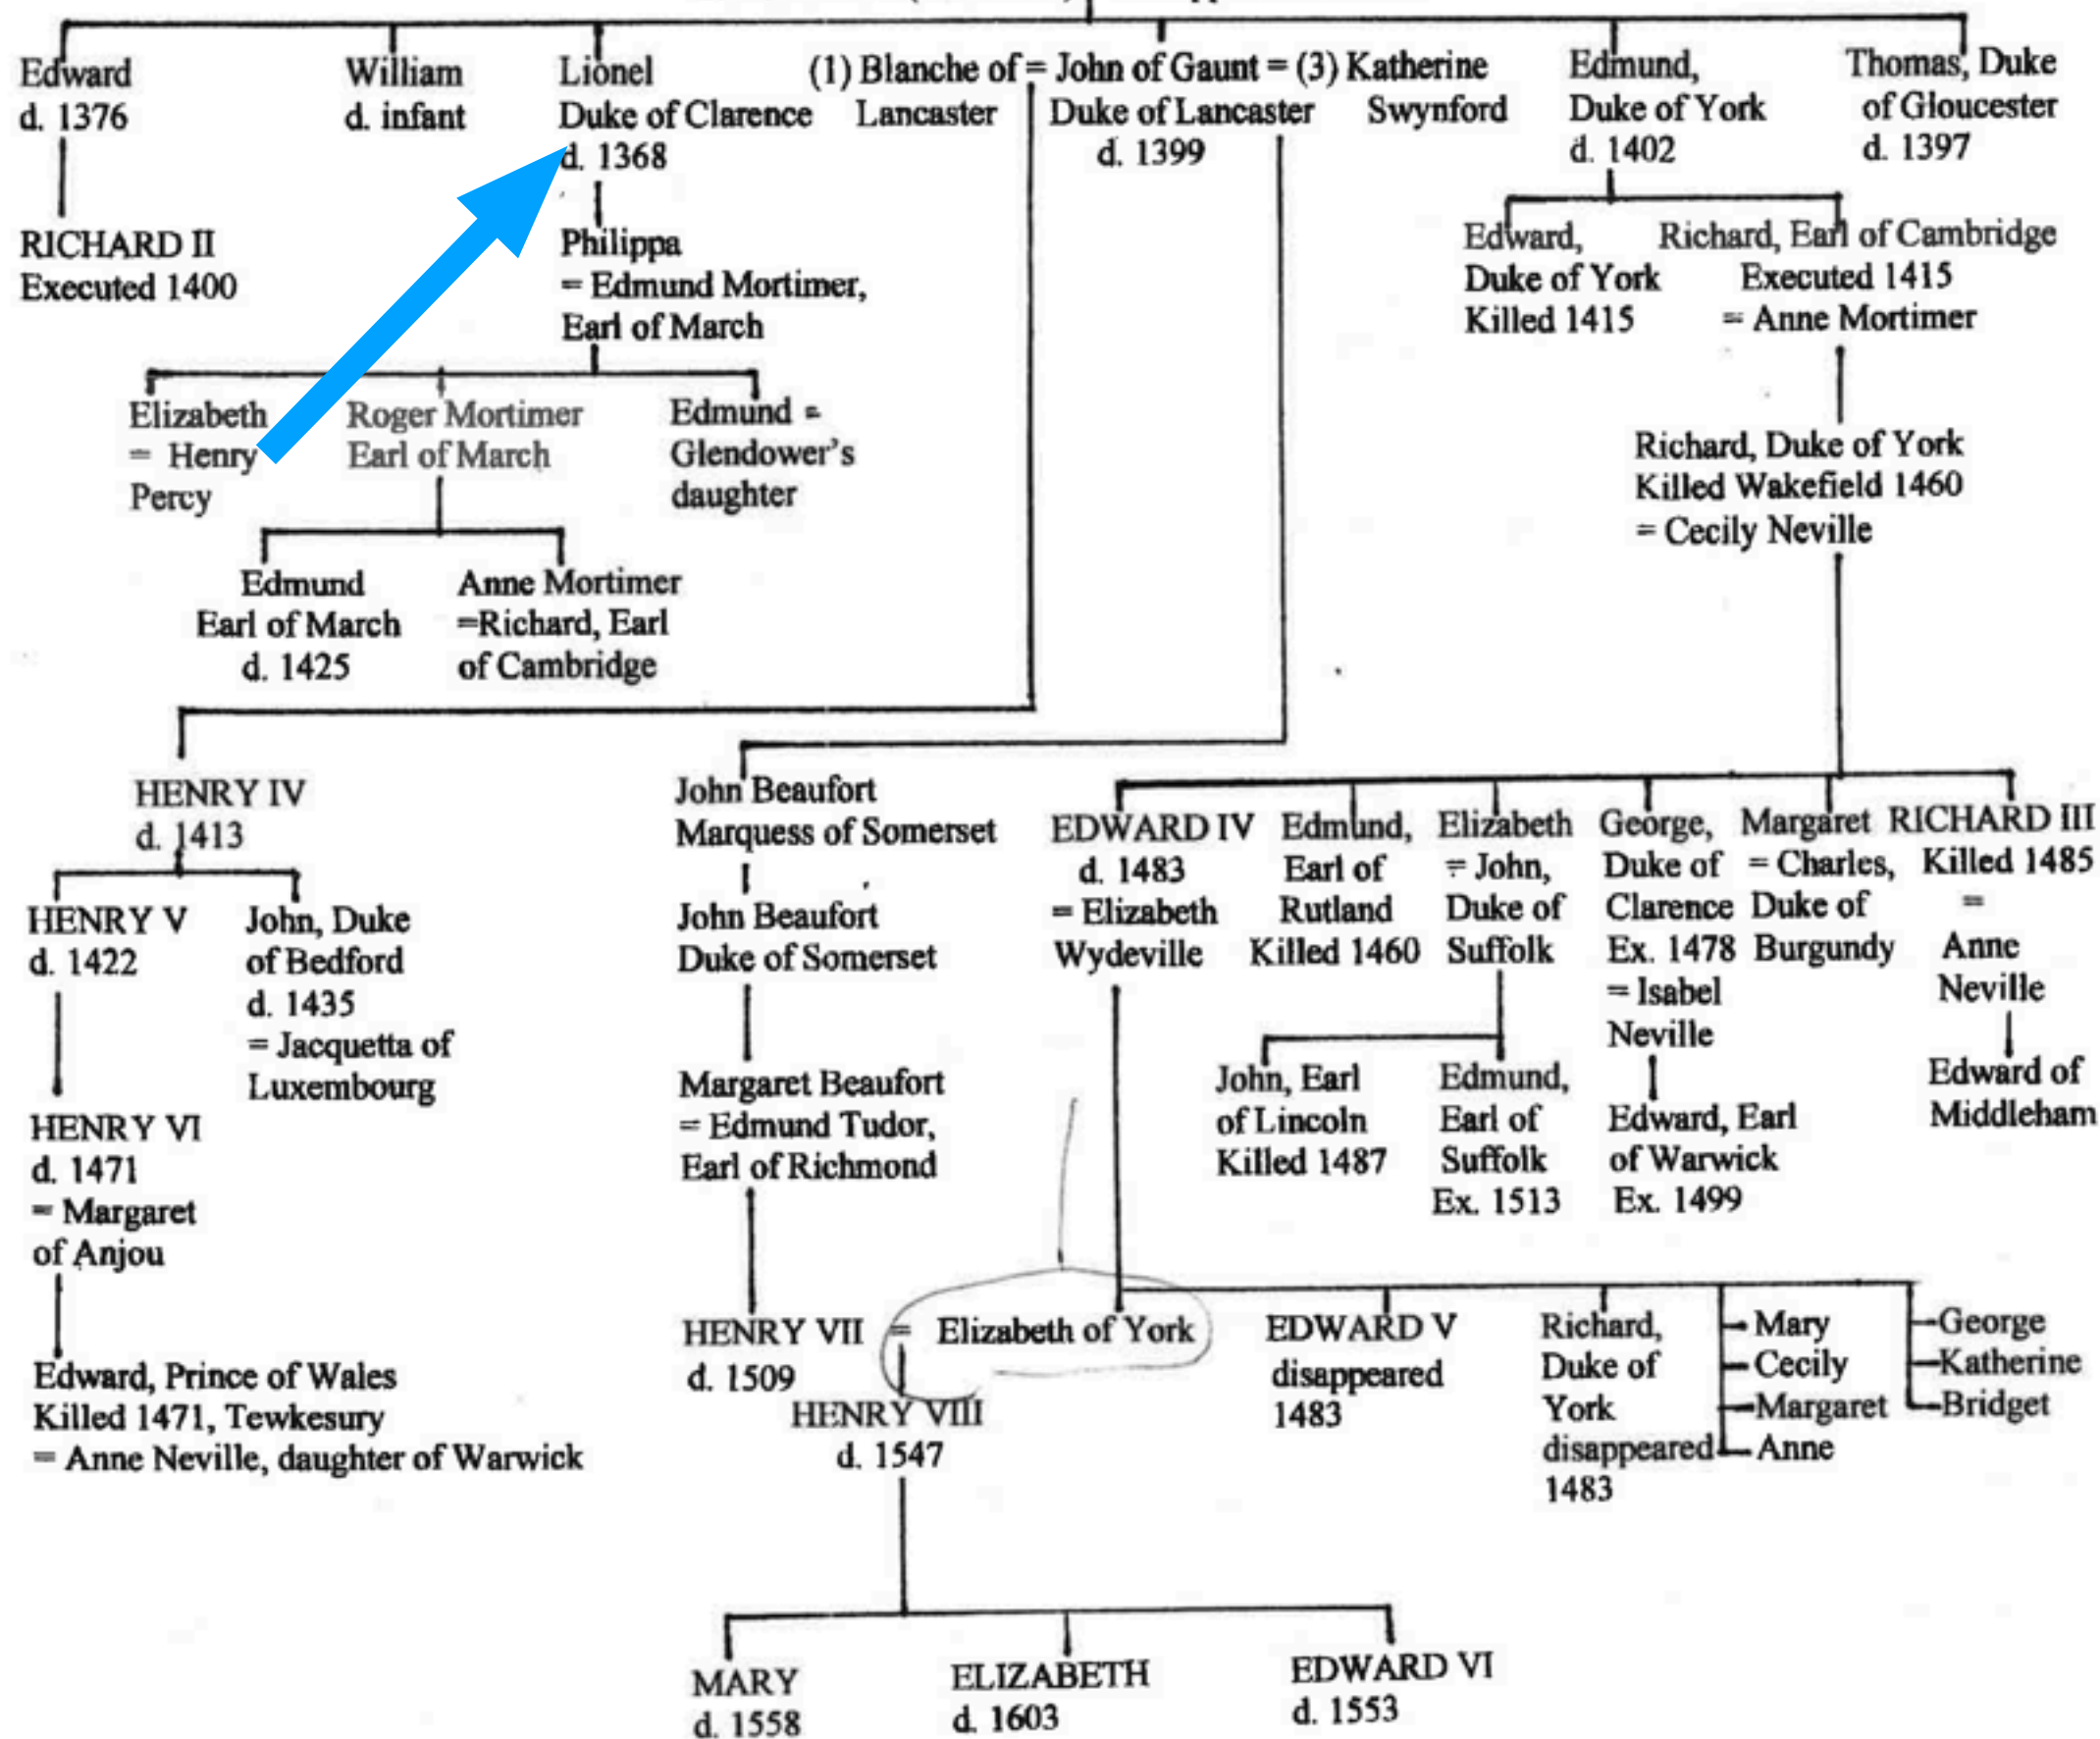 Edward
d. 1376
William
d. infant
Lionel
Duke of Clarence
d. 1368
(1) Blanche of = John of Gaunt = (3) Katherine
Lancaster Duke of Lancaster Swynford
d. 1399
Edmund,
Duke of York
d. 1402
Thomas, Duke
of Gloucester
d. 1397
RICHARD II
Executed 1400
Philippa
= Edmund Mortimer,
Earl of March
Edward,
Duke of York
Killed 1415
Richard, Earl of Cambridge
Executed 1415
= Anne Mortimer
Elizabeth
= Henry
Percy
Roger Mortimer
Earl of March
Edmund =
Glendower's
daughter
Richard, Duke of York
Killed Wakefield 1460
= Cecily Neville
Edmund
Earl of March
d. 1425
Anne Mortimer
=Richard, Earl
of Cambridge
HENRY IV
d. 1413
John Beaufort
Marquess of Somerset
EDWARD IV
d. 1483
= Elizabeth
Wydeville
Edmund,
Earl of
Rutland
Killed 1460
Elizabeth
= John,
Duke of
Suffolk
George,
Duke of
Clarence
Ex. 1478
= Isabel
Neville
Margaret
= Charles,
Duke of
Burgundy
RICHARD III
Killed 1485
=
Anne
Neville
HENRY V
d. 1422
John, Duke
of Bedford
d. 1435
= Jacquetta of
Luxembourg
John Beaufort
Duke of Somerset
Margaret Beaufort
= Edmund Tudor,
Earl of Richmond
John, Earl
of Lincoln
Killed 1487
Edmund,
Earl of
Suffolk
Ex. 1513
Edward, Earl
of Warwick
Ex. 1499
Edward of
Middleham
HENRY VI
d. 1471
= Margaret
of Anjou
Edward, Prince of Wales
Killed 1471, Tewkesury
= Anne Neville, daughter of Warwick
HENRY VII = Elizabeth of York
d. 1509
EDWARD V
disappeared
1483
Richard,
Duke of
York
disappeared
1483
Mary
Cecily
Margaret
Anne
George
Katherine
Bridget
HENRY VIII
d. 1547
MARY
d. 1558
ELIZABETH
d. 1603
EDWARD VI
d. 1553